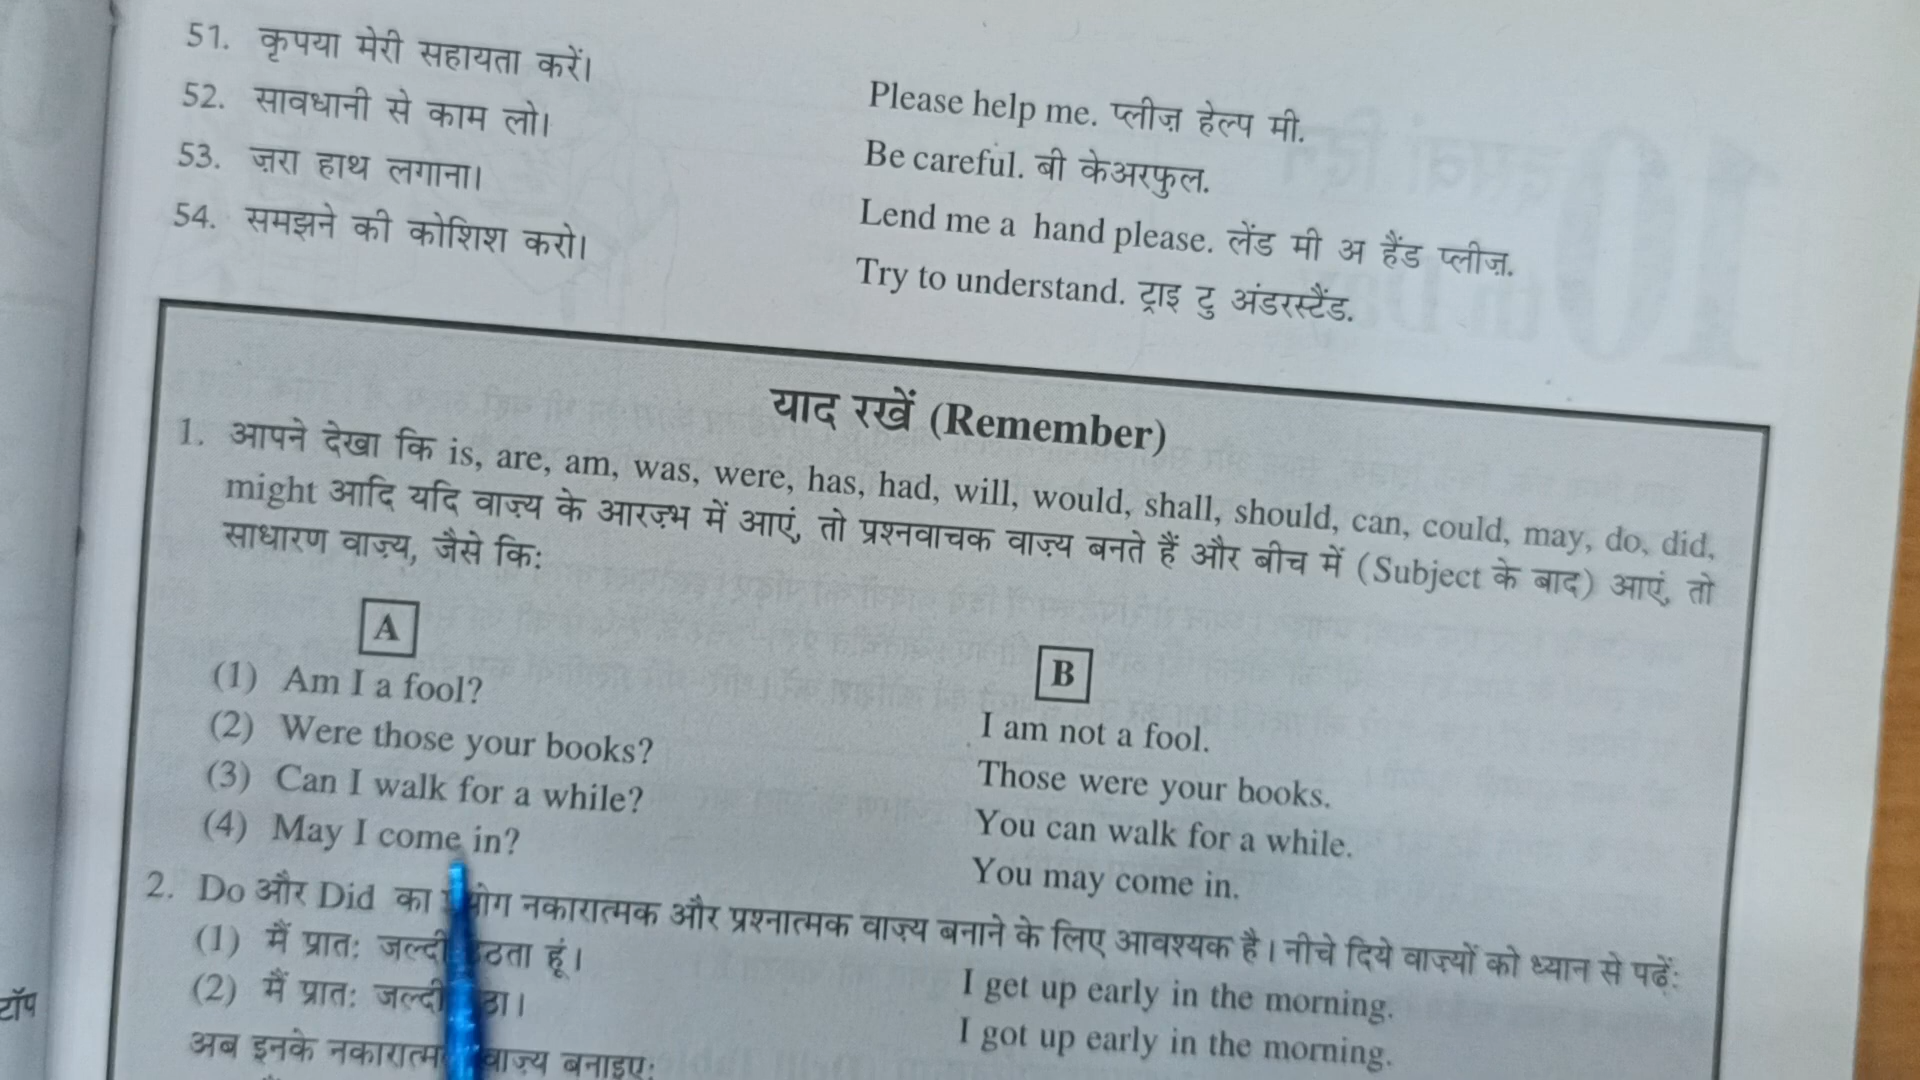 51. कृपया मेरी सहायता करें।
Please help me. प्लीज़ हेल्प मी.
52. सावधानी से काम लो।
Be careful. बी केअरफुल.
53. ज़रा हाथ लगाना।
Lend me a hand please. लेंड मी अ हैंड प्लीज़.
54. समझने की कोशिश करो।
Try to understand. ट्राइ टु अंडरस्टैंड.
याद रखें (Remember)
1. आपने देखा कि is, are, am, was, were, has, had, will, would, shall, should, can, could, may, do, did,
might आदि यदि वाज़्य के आरज़्भ में आएं, तो प्रश्नवाचक वाज़्य बनते हैं और बीच में (Subject के बाद) आएं, तो
साधारण वाज़्य, जैसे कि:
A
B
(1) Am I a fool?
I am not a fool.
(2) Were those your books?
Those were your books.
(3) Can I walk for a while?
You can walk for a while.
(4) May I come in?
You may come in.
2. Do और Did का नकारात्मक और प्रश्नात्मक वाज़्य बनाने के लिए आवश्यक है। नीचे दिये वाज़्यों को ध्यान से पढ़ें:
(1) मैं प्रातः जल्दी हूं।
I get up early in the morning.
(2) मैं प्रातः जल्दी
I got up early in the morning.
अब इनके वाज़्य बनाइए:
टॉप